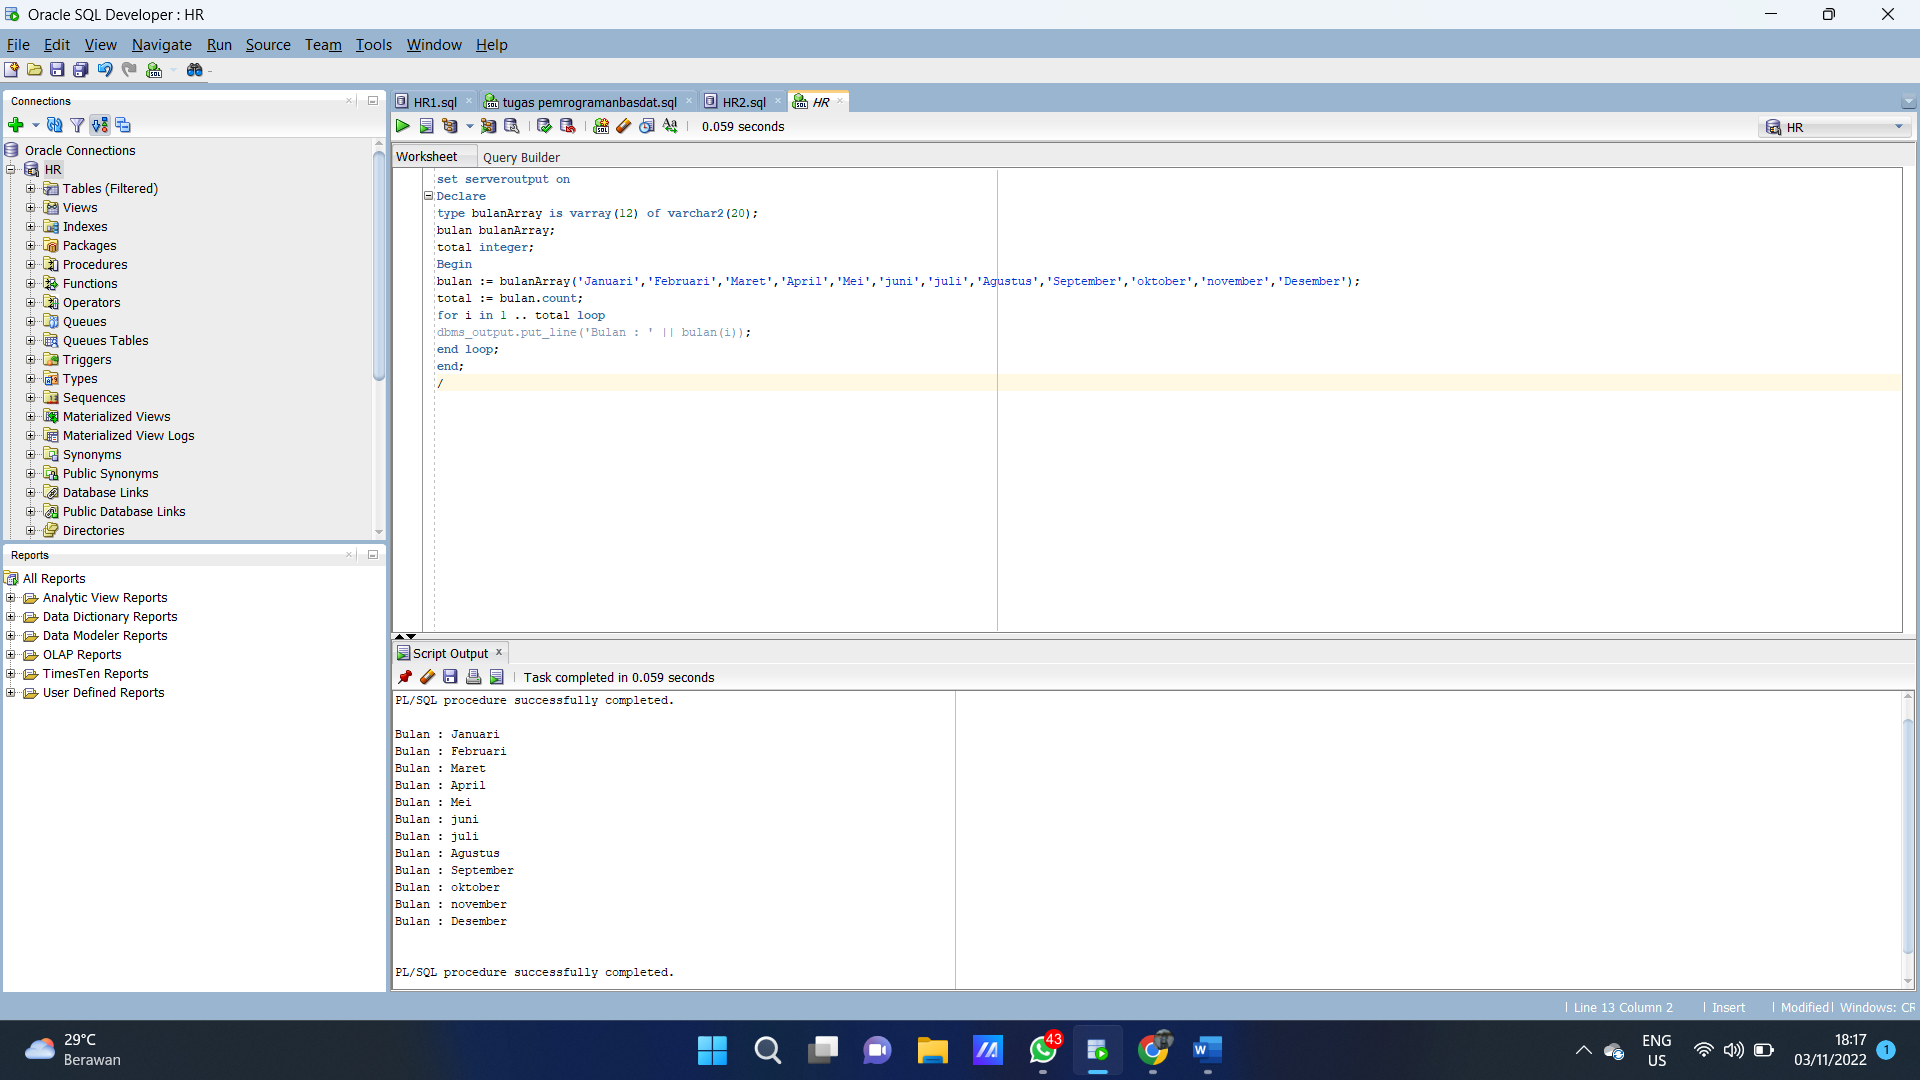 Oracle SQL Developer : HR
File Edit View Navigate Run Source Team Tools Window Help
Connections
Oracle Connections
HR
Tables (Filtered)
Views
Indexes
Packages
Procedures
Functions
Operators
Queues
Queues Tables
Triggers
Types
Sequences
Materialized Views
Materialized View Logs
Synonyms
Public Synonyms
Database Links
Public Database Links
Directories
Reports
All Reports
Analytic View Reports
Data Dictionary Reports
Data Modeler Reports
OLAP Reports
TimesTen Reports
User Defined Reports
HR1.sql tugas pemrogramanbasdat.sql HR2.sql HR
0.059 seconds HR
Worksheet Query Builder
set serveroutput on
Declare
type bulanArray is varray(12) of varchar2(20);
bulan bulanArray;
total integer;
Begin
bulan := bulanArray('Januari','Februari','Maret','April','Mei','juni','juli','Agustus','September','oktober','november','Desember');
total := bulan.count;
for i in 1 .. total loop
dbms_output.put_line('Bulan : ' || bulan(i));
end loop;
end;
/
Script Output
Task completed in 0.059 seconds
PL/SQL procedure successfully completed.
Bulan : Januari
Bulan : Februari
Bulan : Maret
Bulan : April
Bulan : Mei
Bulan : juni
Bulan : juli
Bulan : Agustus
Bulan : September
Bulan : oktober
Bulan : november
Bulan : Desember
PL/SQL procedure successfully completed.
Line 13 Column 2 Insert Modified Windows: CR
29°C
Berawan
43
ENG
US
18:17
03/11/2022
1